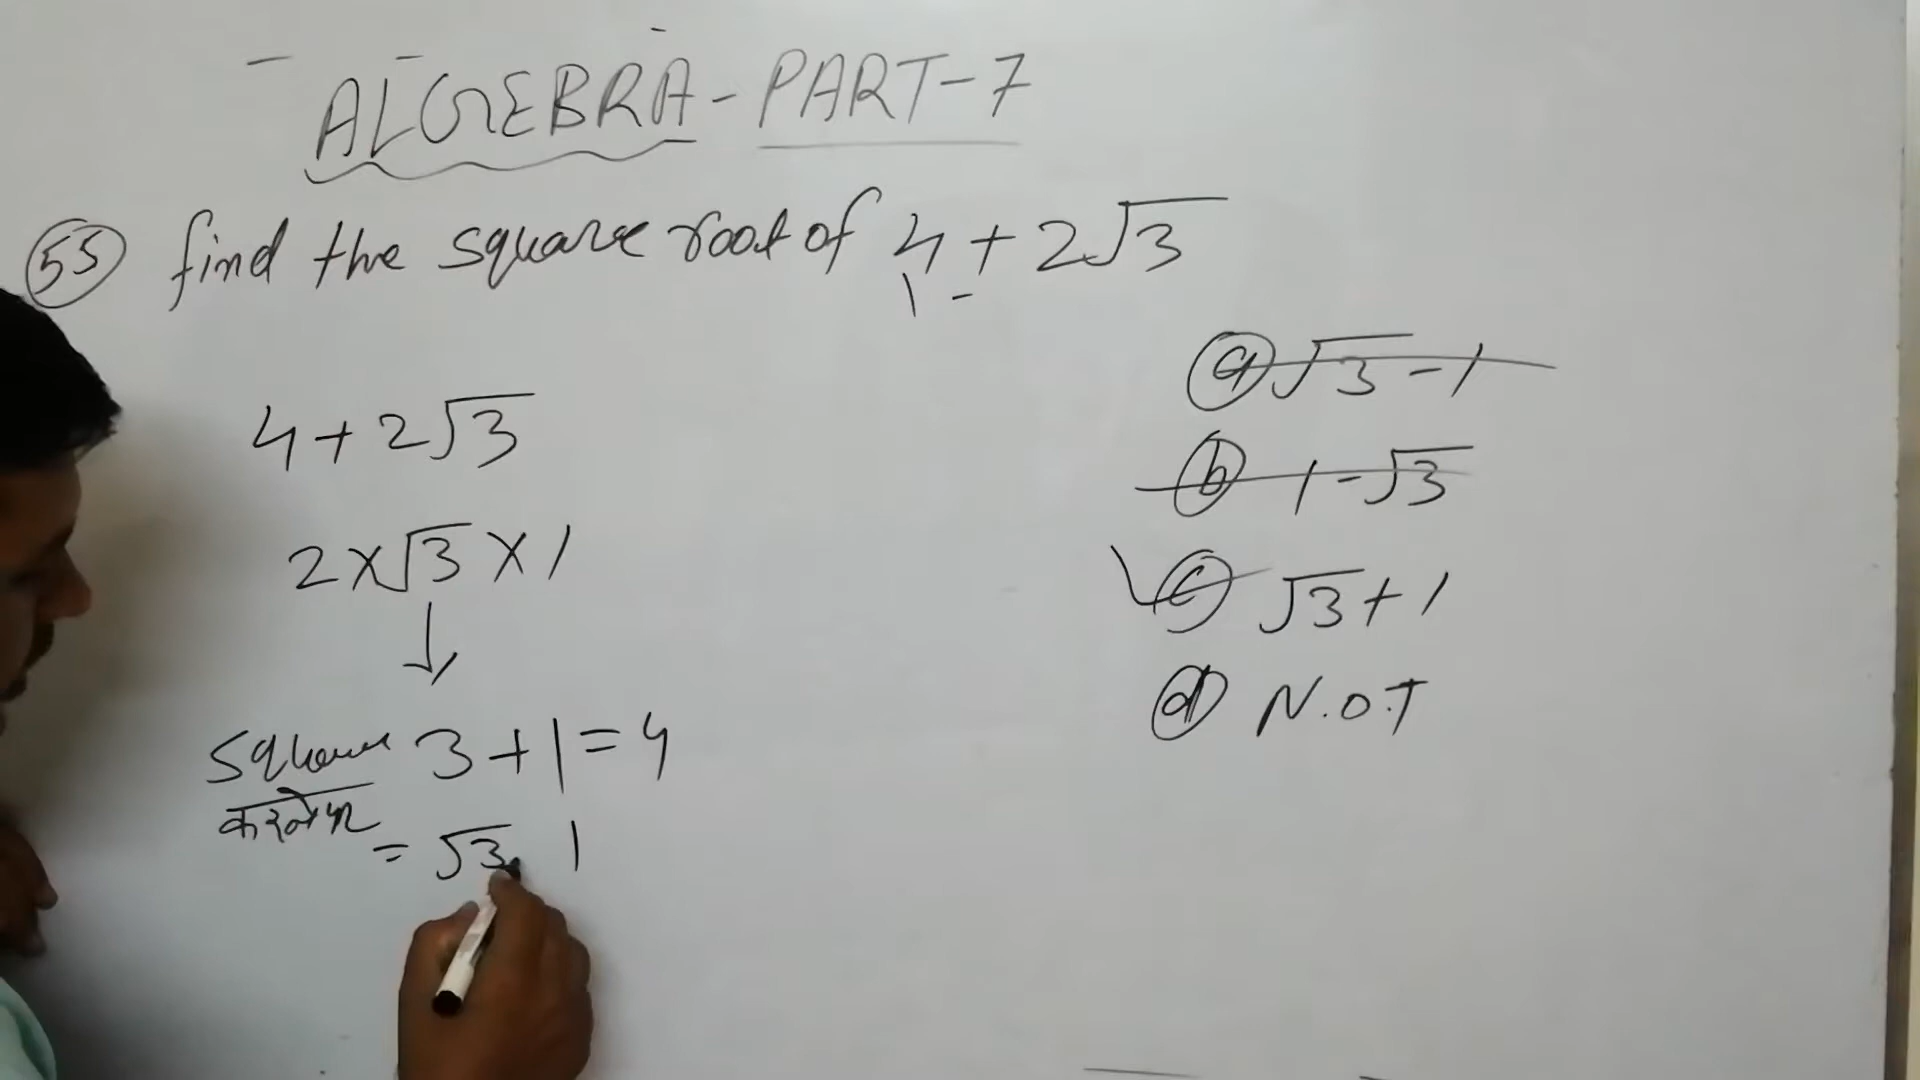 ALGEBRA - PART-7
55 find the square root of 4 + 2√3
4 + 2√3
2 × √3 × 1
square 3 + 1 = 4
करने पर
= √3 1
a √3 - 1
b 1 - √3
c √3 + 1
d N.O.T